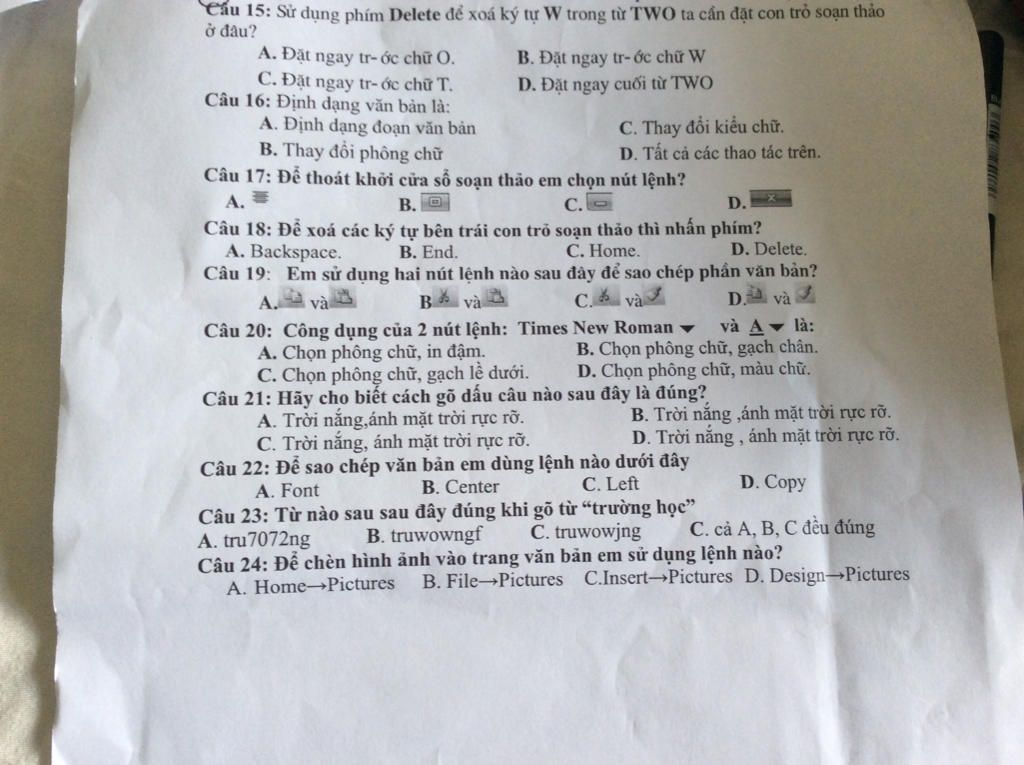 Câu 15: Sử dụng phím Delete để xoá ký tự W trong từ TWO ta cần đặt con trỏ soạn thảo
ở đâu?
A. Đặt ngay tr- ớc chữ O. B. Đặt ngay tr- ớc chữ W
C. Đặt ngay tr- ớc chữ T. D. Đặt ngay cuối từ TWO
Câu 16: Định dạng văn bản là:
A. Định dạng đoạn văn bản C. Thay đổi kiểu chữ.
B. Thay đổi phông chữ D. Tất cả các thao tác trên.
Câu 17: Để thoát khởi cửa sổ soạn thảo em chọn nút lệnh?
A. B. C. D.
Câu 18: Để xoá các ký tự bên trái con trỏ soạn thảo thì nhấn phím?
A. Backspace. B. End. C. Home. D. Delete.
Câu 19: Em sử dụng hai nút lệnh nào sau đây để sao chép phần văn bản?
A. và B và C. và D. và
Câu 20: Công dụng của 2 nút lệnh: Times New Roman và A là:
A. Chọn phông chữ, in đậm. B. Chọn phông chữ, gạch chân.
C. Chọn phông chữ, gạch lề dưới. D. Chọn phông chữ, màu chữ.
Câu 21: Hãy cho biết cách gõ dấu câu nào sau đây là đúng?
A. Trời nắng,ánh mặt trời rực rỡ. B. Trời nắng ,ánh mặt trời rực rỡ.
C. Trời nắng, ánh mặt trời rực rỡ. D. Trời nắng , ánh mặt trời rực rỡ.
Câu 22: Để sao chép văn bản em dùng lệnh nào dưới đây
A. Font B. Center C. Left D. Copy
Câu 23: Từ nào sau sau đây đúng khi gõ từ “trường học”
A. tru7072ng B. truwowngf C. truwowjng C. cả A, B, C đều đúng
Câu 24: Để chèn hình ảnh vào trang văn bản em sử dụng lệnh nào?
A. Home→Pictures B. File→Pictures C.Insert→Pictures D. Design→Pictures